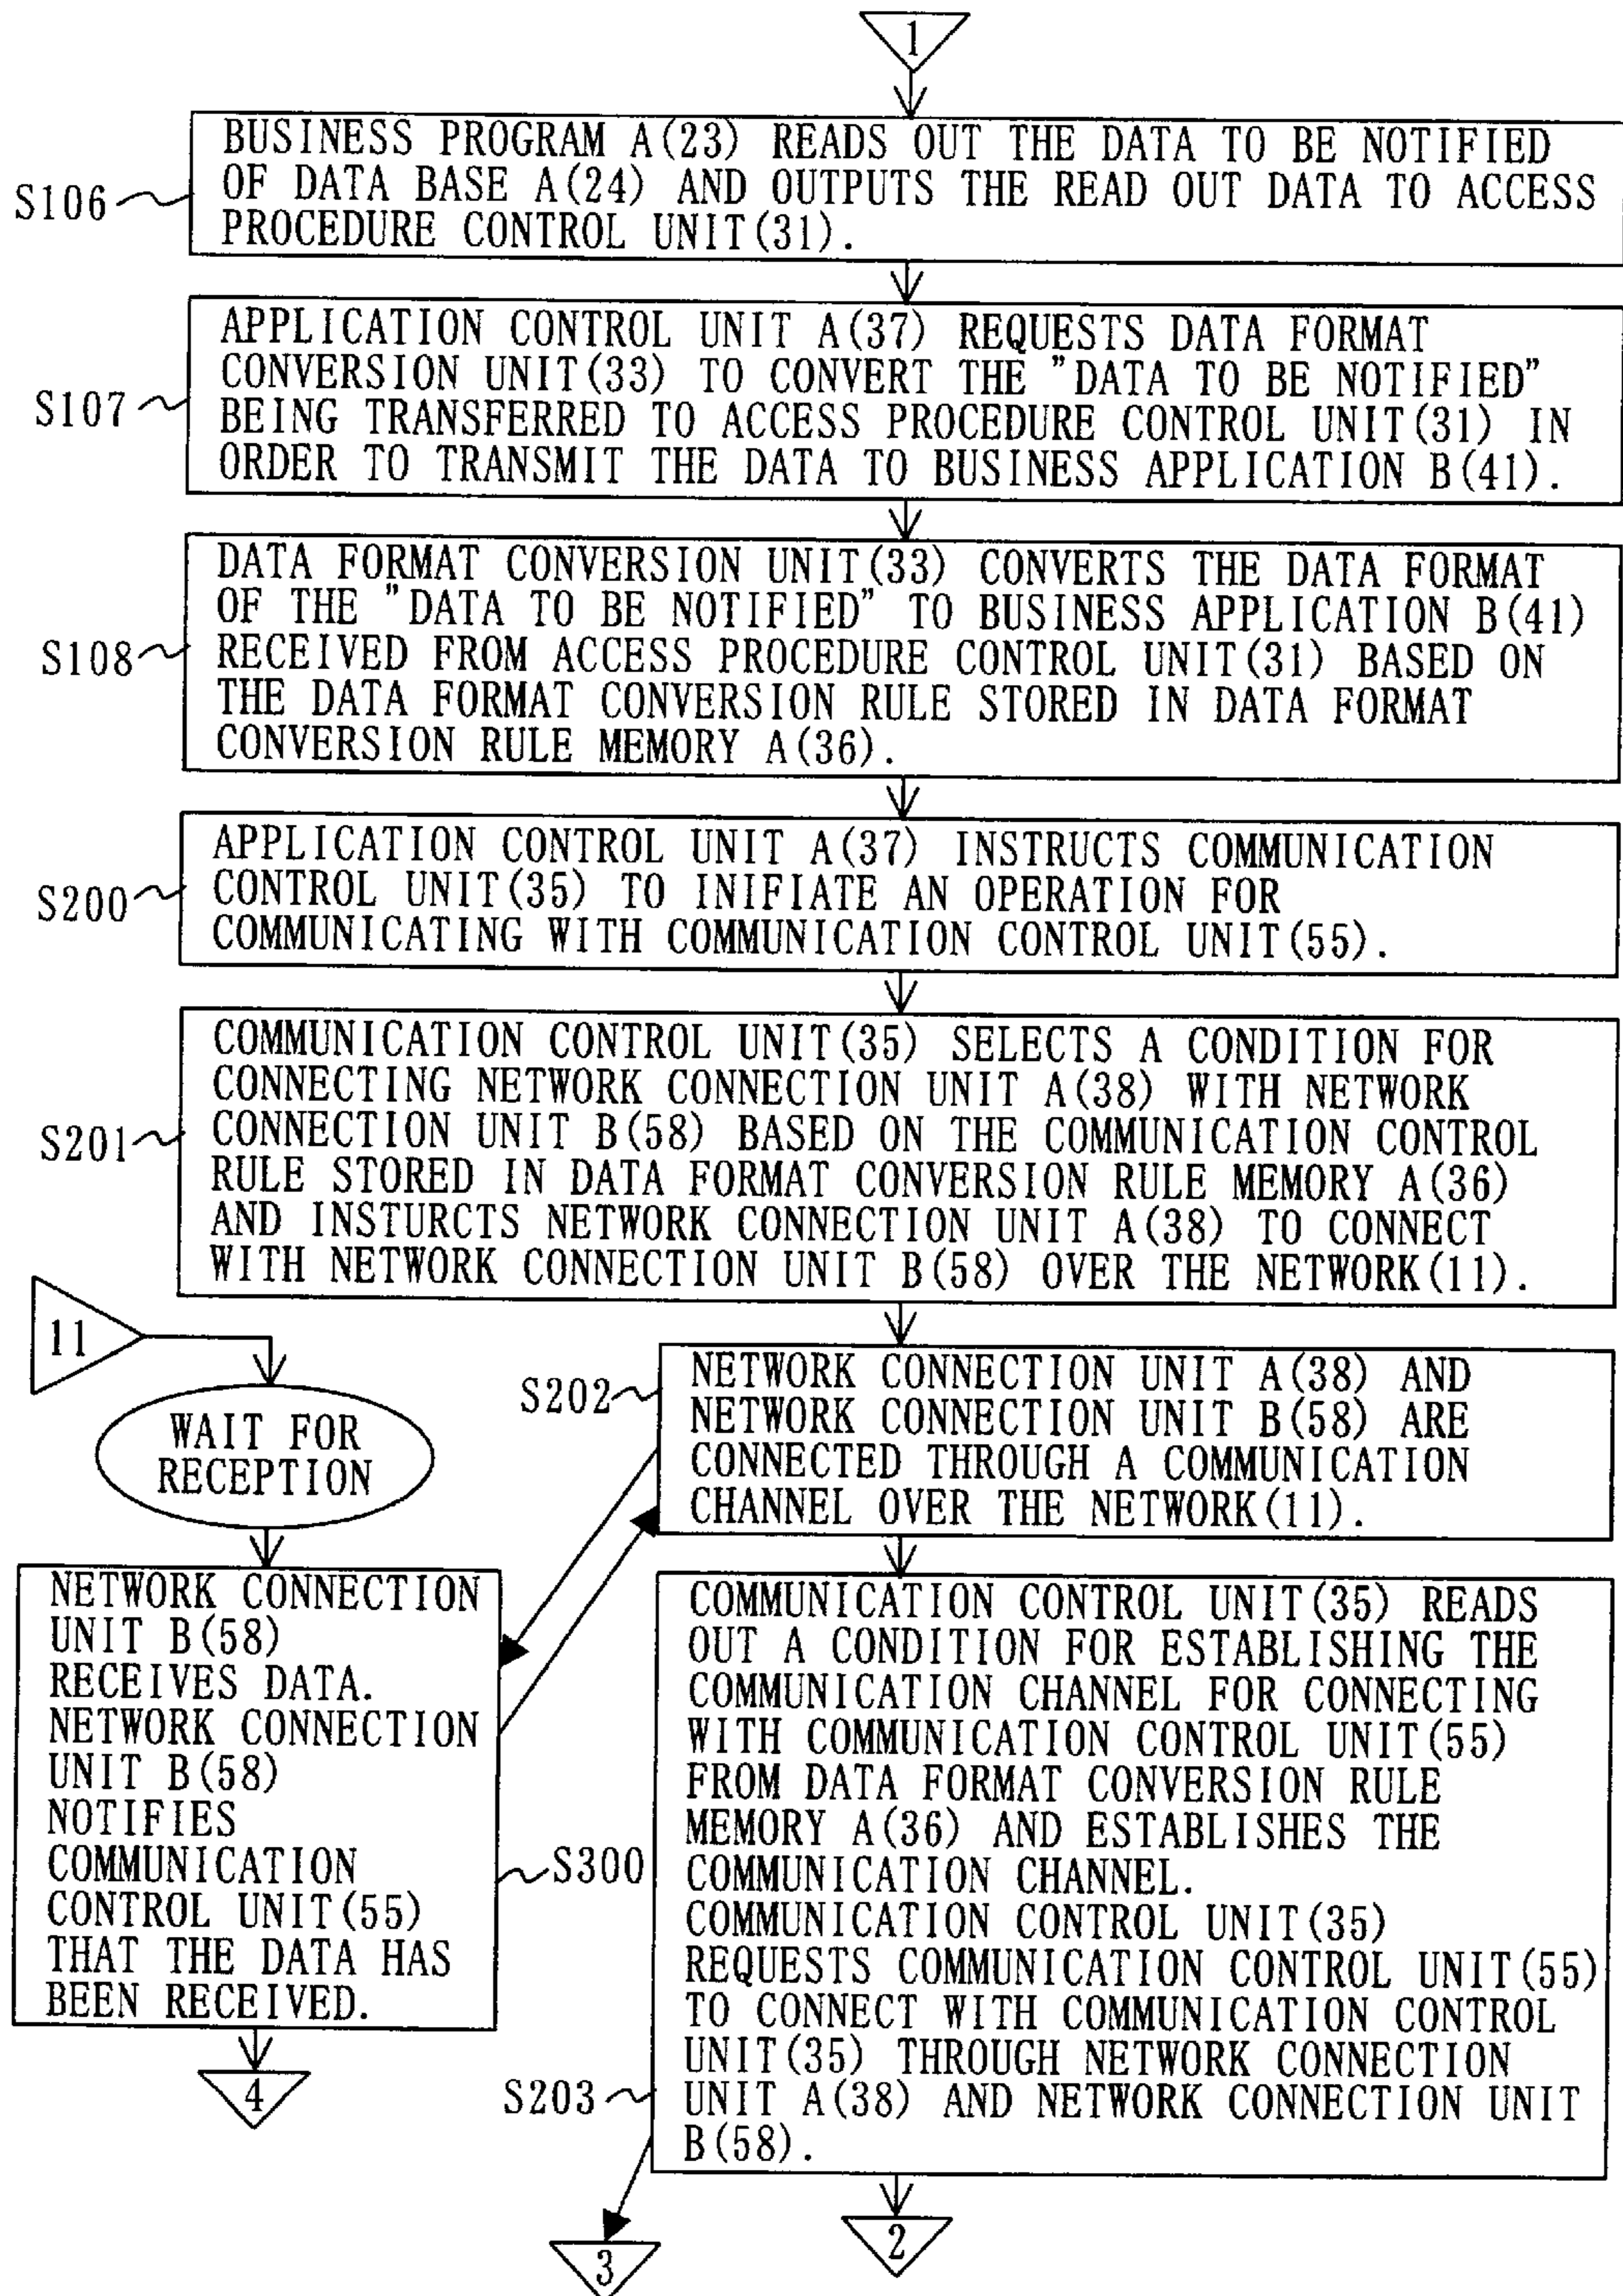 1
S106
BUSINESS PROGRAM A(23) READS OUT THE DATA TO BE NOTIFIED
OF DATA BASE A(24) AND OUTPUTS THE READ OUT DATA TO ACCESS
PROCEDURE CONTROL UNIT(31).
S107
APPLICATION CONTROL UNIT A(37) REQUESTS DATA FORMAT
CONVERSION UNIT(33) TO CONVERT THE "DATA TO BE NOTIFIED"
BEING TRANSFERRED TO ACCESS PROCEDURE CONTROL UNIT(31) IN
ORDER TO TRANSMIT THE DATA TO BUSINESS APPLICATION B(41).
S108
DATA FORMAT CONVERSION UNIT(33) CONVERTS THE DATA FORMAT
OF THE "DATA TO BE NOTIFIED" TO BUSINESS APPLICATION B(41)
RECEIVED FROM ACCESS PROCEDURE CONTROL UNIT(31) BASED ON
THE DATA FORMAT CONVERSION RULE STORED IN DATA FORMAT
CONVERSION RULE MEMORY A(36).
S200
APPLICATION CONTROL UNIT A(37) INSTRUCTS COMMUNICATION
CONTROL UNIT(35) TO INIFIATE AN OPERATION FOR
COMMUNICATING WITH COMMUNICATION CONTROL UNIT(55).
S201
COMMUNICATION CONTROL UNIT(35) SELECTS A CONDITION FOR
CONNECTING NETWORK CONNECTION UNIT A(38) WITH NETWORK
CONNECTION UNIT B(58) BASED ON THE COMMUNICATION CONTROL
RULE STORED IN DATA FORMAT CONVERSION RULE MEMORY A(36)
AND INSTURCTS NETWORK CONNECTION UNIT A(38) TO CONNECT
WITH NETWORK CONNECTION UNIT B(58) OVER THE NETWORK(11).
11
WAIT FOR
RECEPTION
S202
NETWORK CONNECTION UNIT A(38) AND
NETWORK CONNECTION UNIT B(58) ARE
CONNECTED THROUGH A COMMUNICATION
CHANNEL OVER THE NETWORK(11).
NETWORK CONNECTION
UNIT B(58)
RECEIVES DATA.
NETWORK CONNECTION
UNIT B(58)
NOTIFIES
COMMUNICATION
CONTROL UNIT(55)
THAT THE DATA HAS
BEEN RECEIVED.
S300
4
COMMUNICATION CONTROL UNIT(35) READS
OUT A CONDITION FOR ESTABLISHING THE
COMMUNICATION CHANNEL FOR CONNECTING
WITH COMMUNICATION CONTROL UNIT(55)
FROM DATA FORMAT CONVERSION RULE
MEMORY A(36) AND ESTABLISHES THE
COMMUNICATION CHANNEL.
COMMUNICATION CONTROL UNIT(35)
REQUESTS COMMUNICATION CONTROL UNIT(55)
TO CONNECT WITH COMMUNICATION CONTROL
UNIT(35) THROUGH NETWORK CONNECTION
UNIT A(38) AND NETWORK CONNECTION UNIT
B(58).
S203
2
3